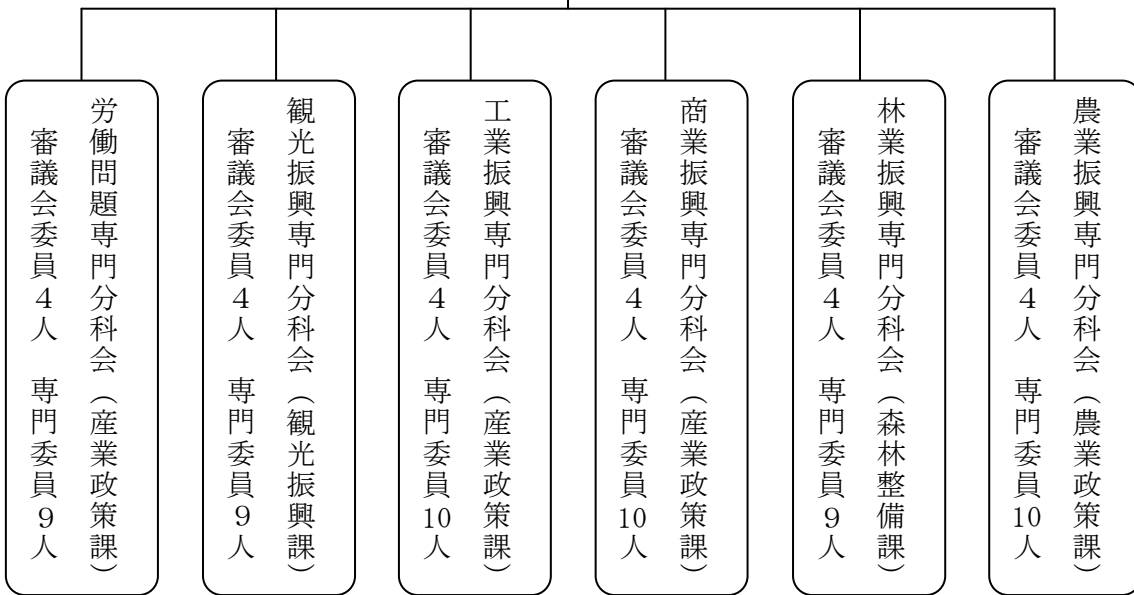 農業振興専門分科会（農業政策課）
審議会委員４人　専門委員10人
林業振興専門分科会（森林整備課）
審議会委員４人　専門委員９人
商業振興専門分科会（産業政策課）
審議会委員４人　専門委員10人
工業振興専門分科会（産業政策課）
審議会委員４人　専門委員10人
観光振興専門分科会（観光振興課）
審議会委員４人　専門委員９人
労働問題専門分科会（産業政策課）
審議会委員４人　専門委員９人